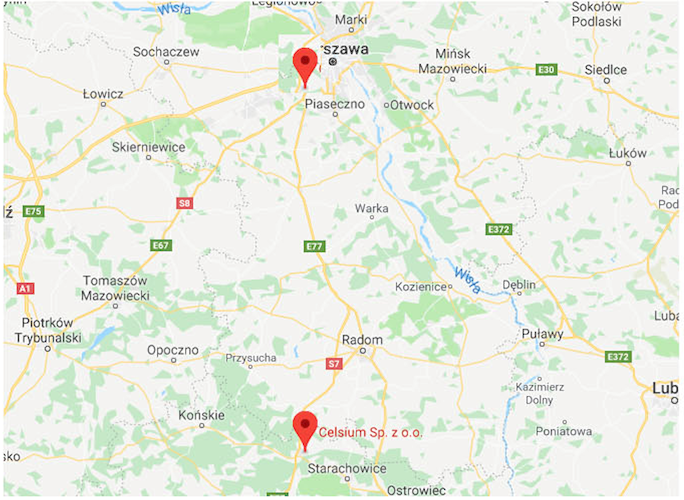 Wisła
Legionowo
Marki
Sokołów
Podlaski
rszawa
Sochaczew
Mińsk
Mazowiecki
E30
Siedlce
Łowicz
Piaseczno
Otwock
Skierniewice
Łuków
S8
E75
dź
Warka
Rad
Pod
E67
E77
E372
A1
Tomaszów
Mazowiecki
Wisła
Kozienice
Dęblin
Piotrków
Trybunalski
Opoczno
Radom
Puławy
Luba
Przysucha
S7
E372
Kazimierz
Dolny
Lub
Końskie
Celsium Sp. z o.o.
Poniatowa
sko
Starachowice
Ostrowiec